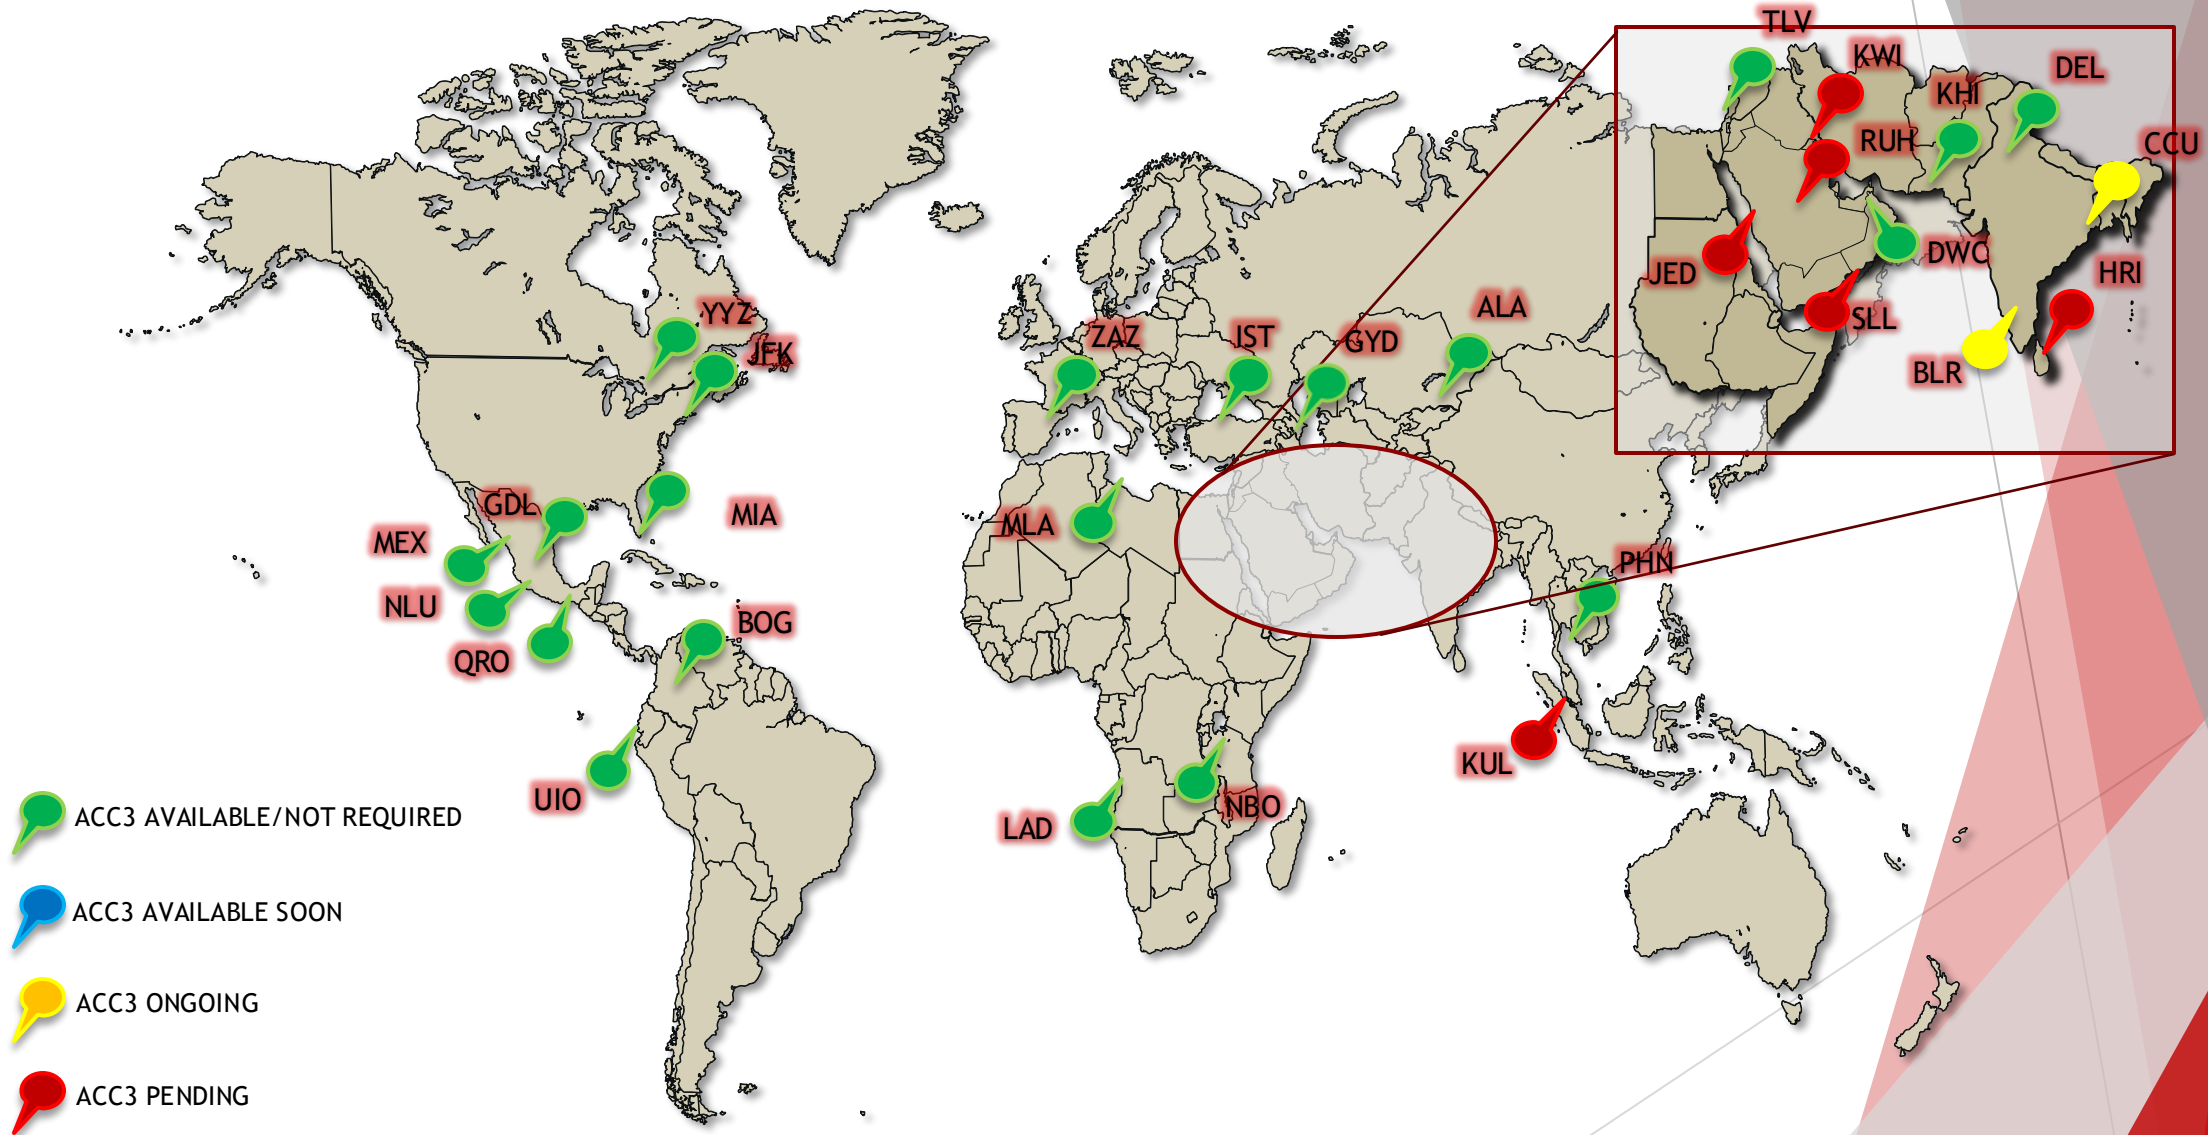 TLV
KWI
DEL
KHI
RUH
CCU
JED
DWC
HRI
SLL
BLR
YYZ
JFK
ZAZ
IST
GYD
ALA
GDL
MIA
MEX
MLA
NLU
PHN
QRO
BOG
KUL
UIO
LAD
NBO
ACC3 AVAILABLE/NOT REQUIRED
ACC3 AVAILABLE SOON
ACC3 ONGOING
ACC3 PENDING